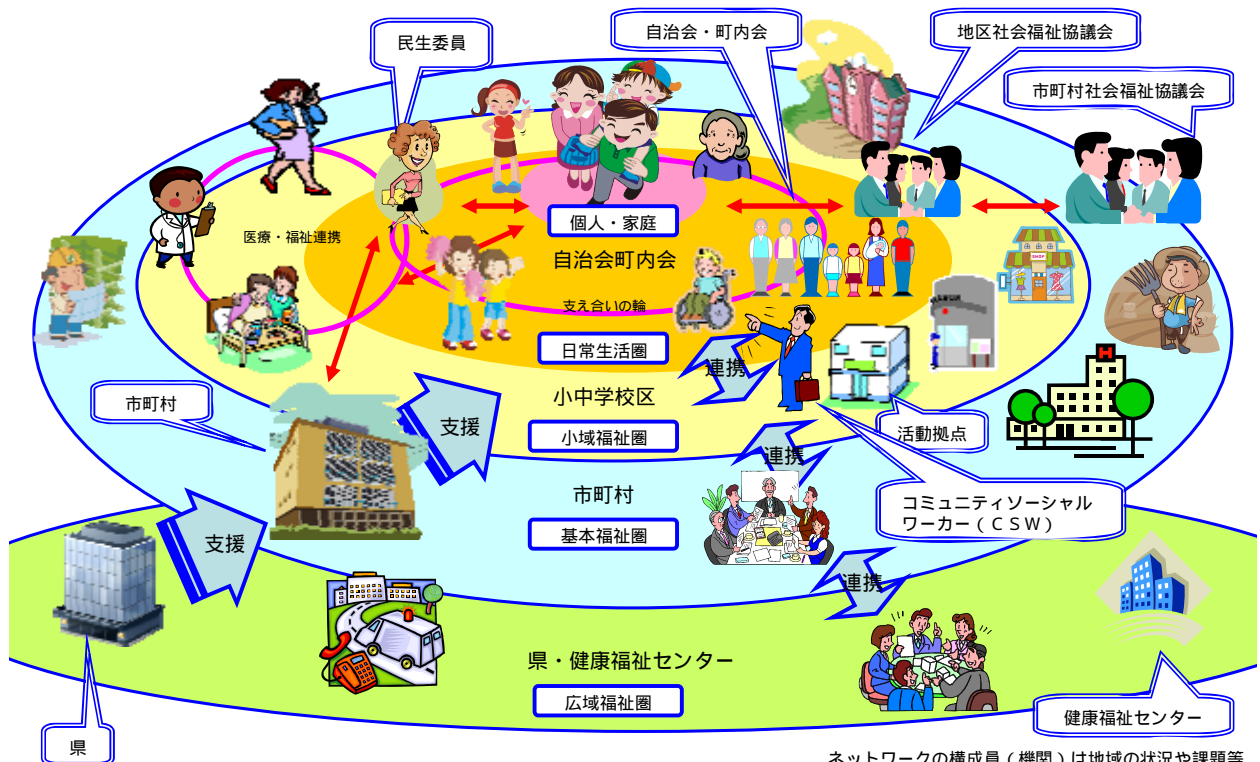 民生委員
自治会・町内会
地区社会福祉協議会
市町村社会福祉協議会
個人・家庭
医療・福祉連携
自治会町内会
支え合いの輪
日常生活圏
連携
小中学校区
市町村
支援
小域福祉圏
活動拠点
連携
市町村
コミュニティソーシャル
ワーカー(CSW)
基本福祉圏
支援
連携
県・健康福祉センター
広域福祉圏
健康福祉センター
県
SHOP
H